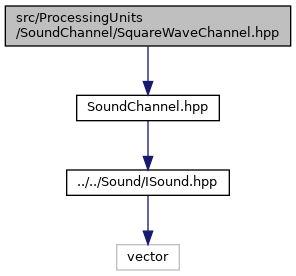 src/ProcessingUnits
/SoundChannel/SquareWaveChannel.hpp
SoundChannel.hpp
../../Sound/ISound.hpp
vector